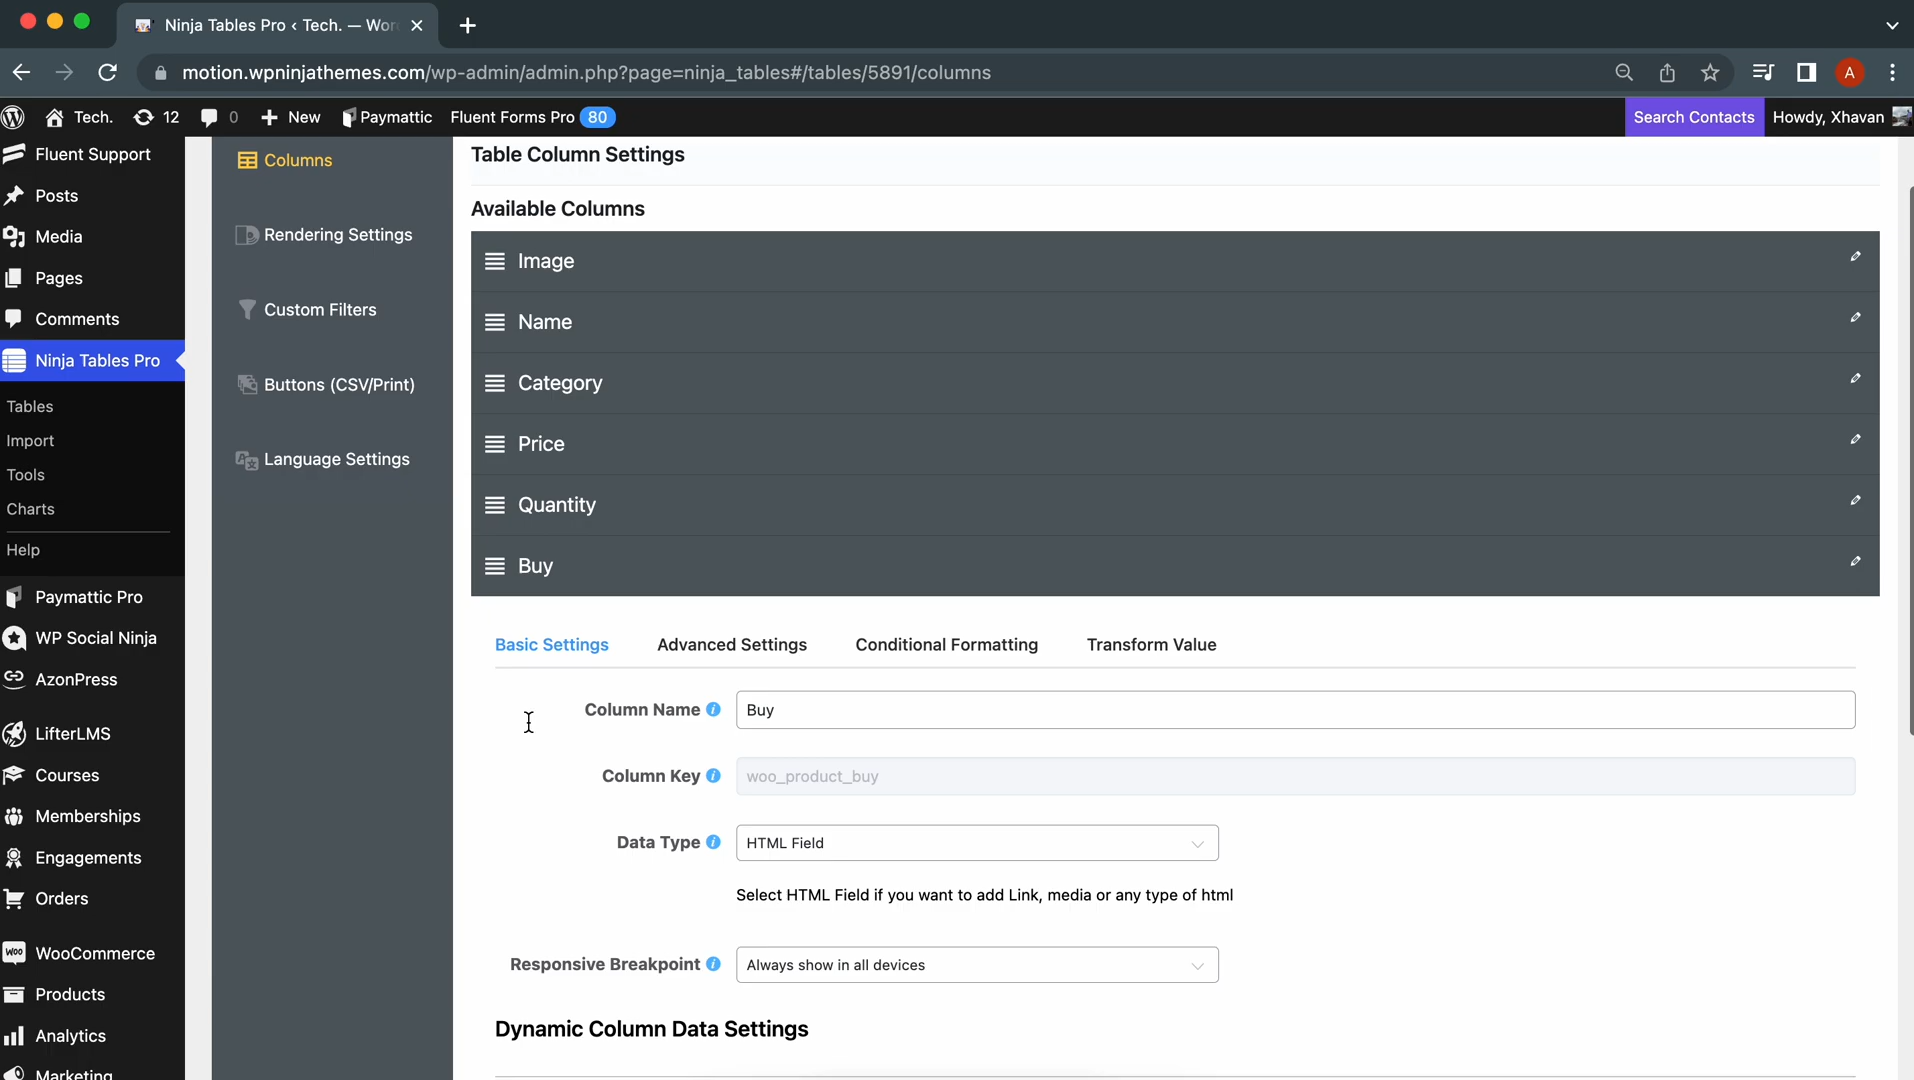 Ninja Tables Pro ‹ Tech. — Wor
motion.wpninjathemes.com/wp-admin/admin.php?page=ninja_tables#/tables/5891/columns
A
Tech.
12
0
New
Paymattic
Fluent Forms Pro 80
Search Contacts
Howdy, Xhavan
Fluent Support
Posts
Media
Pages
Comments
Ninja Tables Pro
Tables
Import
Tools
Charts
Help
Paymattic Pro
WP Social Ninja
AzonPress
LifterLMS
Courses
Memberships
Engagements
Orders
WooCommerce
Products
Analytics
Marketing
Columns
Rendering Settings
Custom Filters
Buttons (CSV/Print)
Language Settings
Table Column Settings
Available Columns
Image
Name
Category
Price
Quantity
Buy
Basic Settings
Advanced Settings
Conditional Formatting
Transform Value
Column Name
Buy
Column Key
woo_product_buy
Data Type
HTML Field
Select HTML Field if you want to add Link, media or any type of html
Responsive Breakpoint
Always show in all devices
Dynamic Column Data Settings